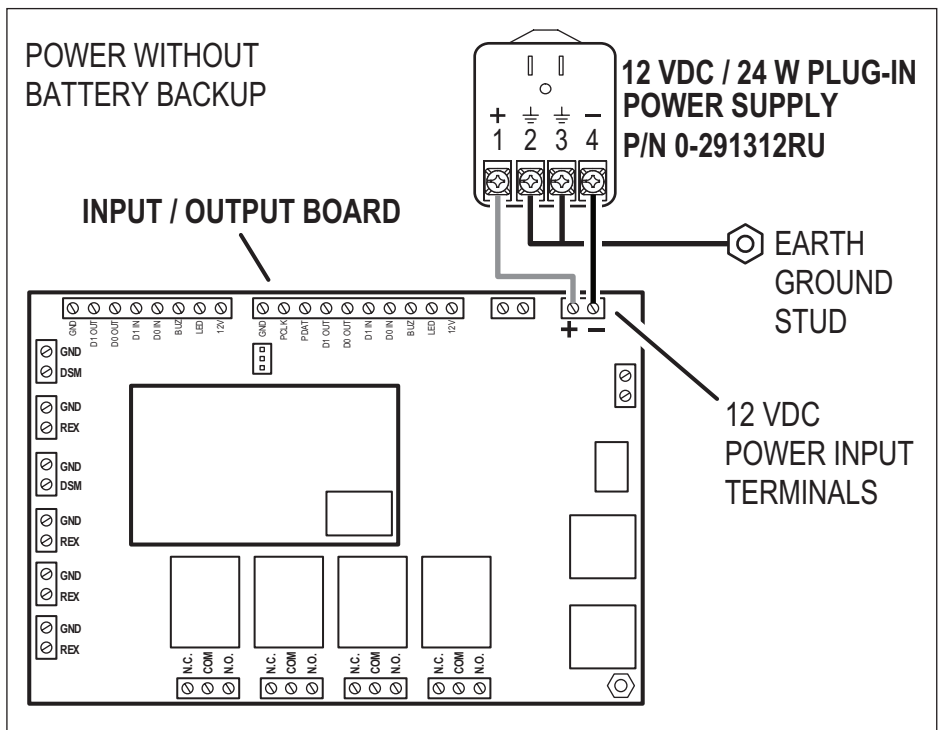 POWER WITHOUT
BATTERY BACKUP
12 VDC / 24 W PLUG-IN
POWER SUPPLY
P/N 0-291312RU
+ ⏚ ⏚ −
1 2 3 4
INPUT / OUTPUT BOARD
EARTH
GROUND
STUD
GND D1 OUT D0 OUT D1 IN D0 IN BUZ LED 12V
GND PCLK PDAT D1 OUT D0 OUT D1 IN D0 IN BUZ LED 12V
+ −
12 VDC
POWER INPUT
TERMINALS
GND
DSM
GND
REX
GND
DSM
GND
REX
GND
REX
GND
REX
N.C. COM N.O.
N.C. COM N.O.
N.C. COM N.O.
N.C. COM N.O.